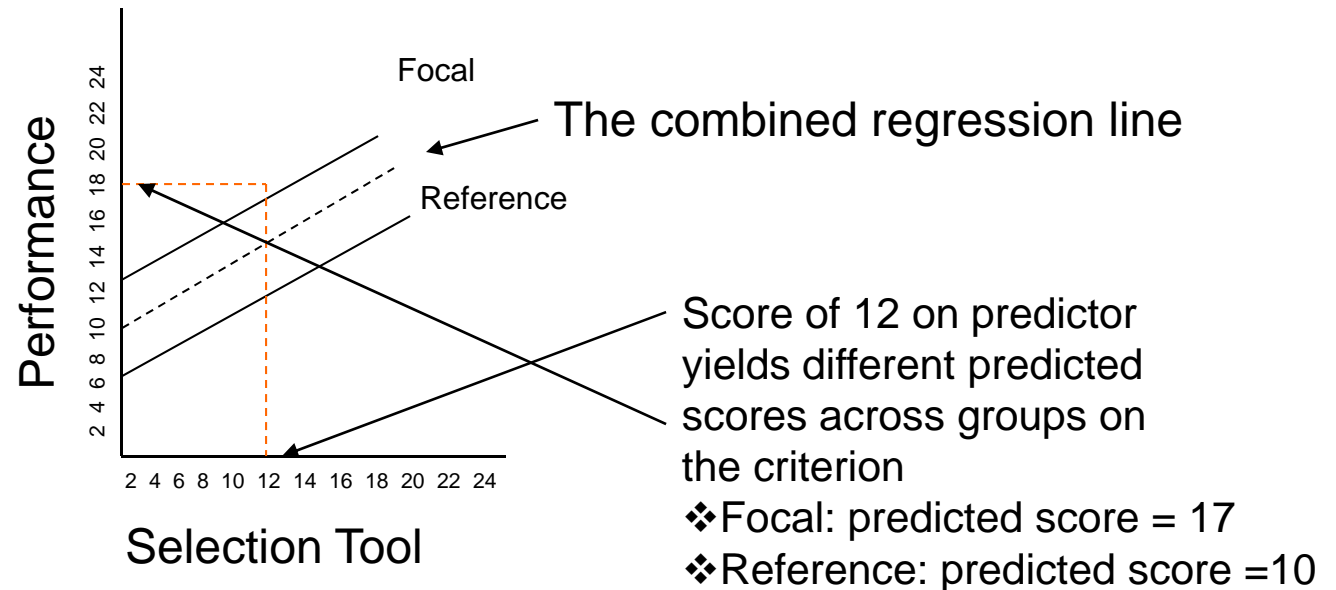 Performance
24
22
20
18
16
14
12
10
8
6
4
2
Focal
The combined regression line
Reference
Score of 12 on predictor
yields different predicted
scores across groups on
the criterion
❖Focal: predicted score = 17
❖Reference: predicted score =10
2 4 6 8 10 12 14 16 18 20 22 24
Selection Tool